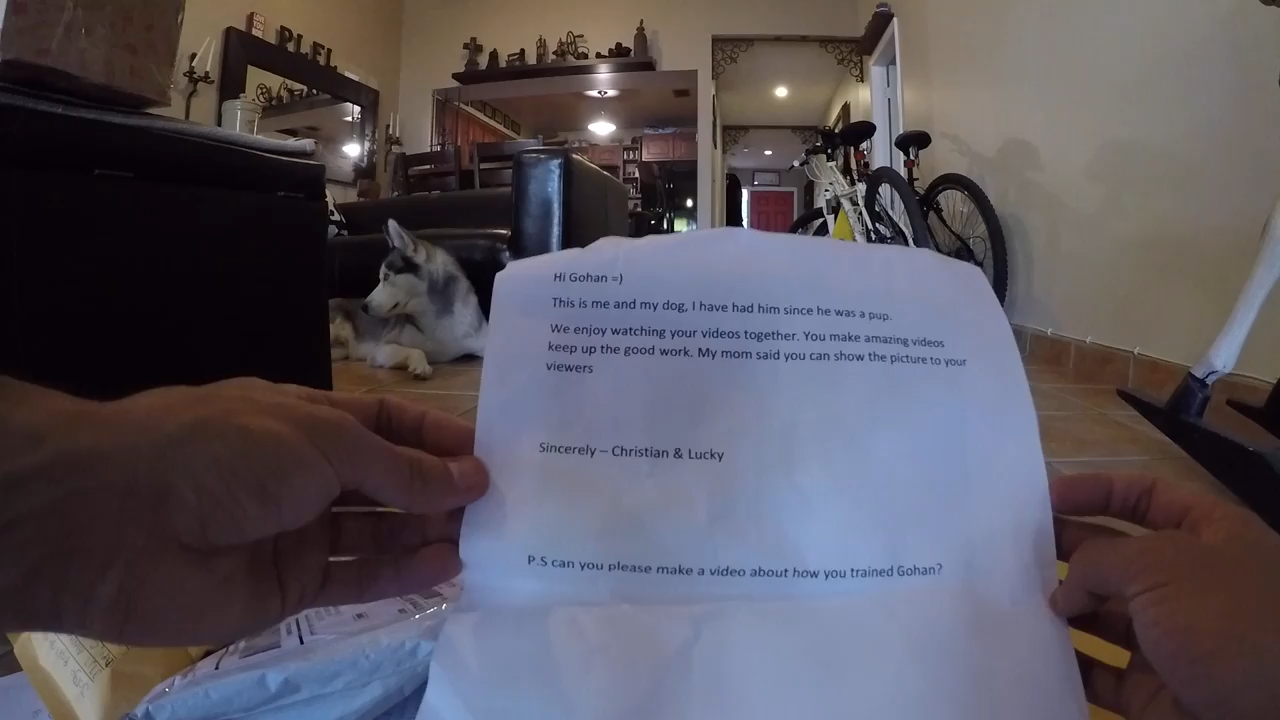 LOVE
YOU
Hi Gohan =)
This is me and my dog, I have had him since he was a pup.
We enjoy watching your videos together. You make amazing videos
keep up the good work. My mom said you can show the picture to your
viewers
Sincerely – Christian & Lucky
P.S can you please make a video about how you trained Gohan?